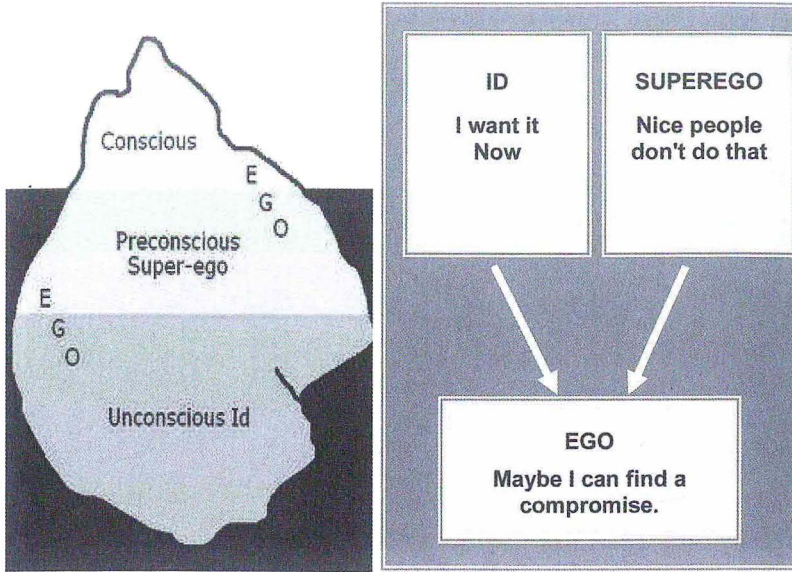 Conscious
E
G
O
Preconscious
Super-ego
E
G
O
Unconscious Id
ID
I want it
Now
SUPEREGO
Nice people
don't do that
EGO
Maybe I can find a
compromise.